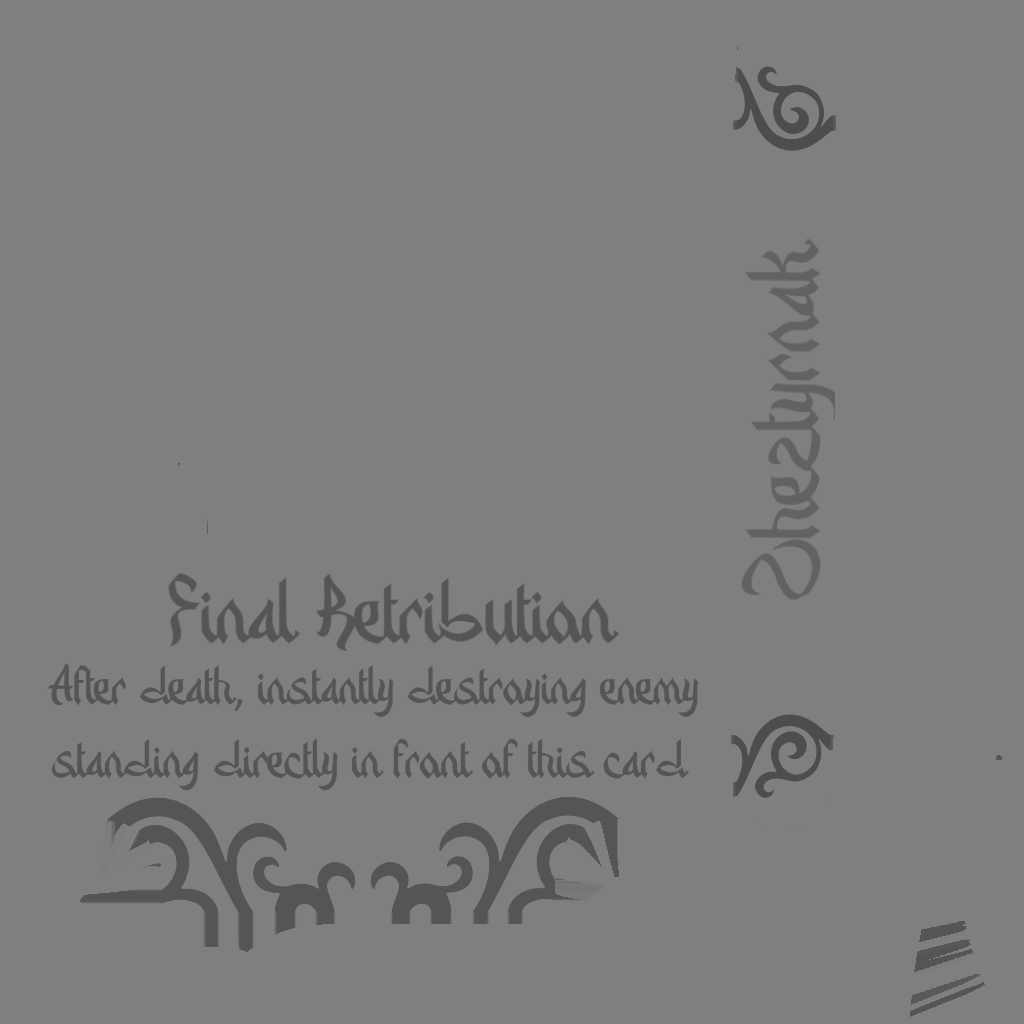 Final Retribution
After death, instantly destroying enemy
standing directly in front of this card
Sheztyrnak